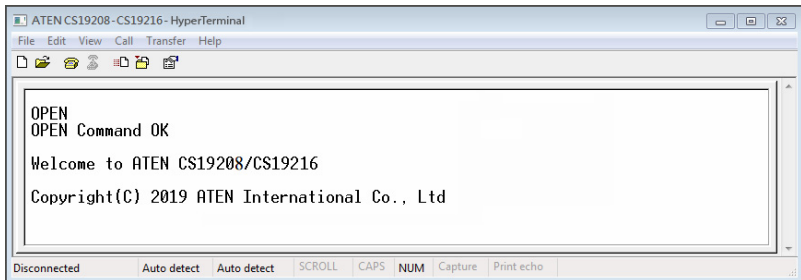 ATEN CS19208-CS19216- HyperTerminal
File Edit View Call Transfer Help
OPEN
OPEN Command OK
Welcome to ATEN CS19208/CS19216
Copyright(C) 2019 ATEN International Co., Ltd
Disconnected Auto detect Auto detect SCROLL CAPS NUM Capture Print echo